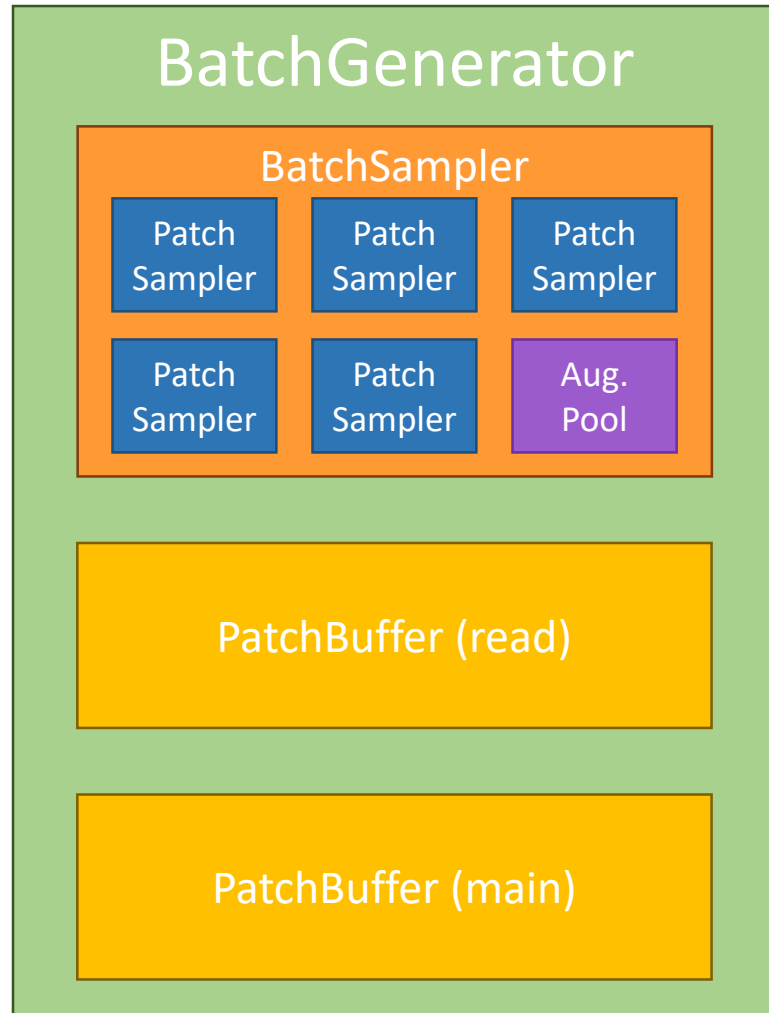 BatchGenerator
BatchSampler
Patch
Sampler
Patch
Sampler
Patch
Sampler
Patch
Sampler
Patch
Sampler
Aug.
Pool
PatchBuffer (read)
PatchBuffer (main)